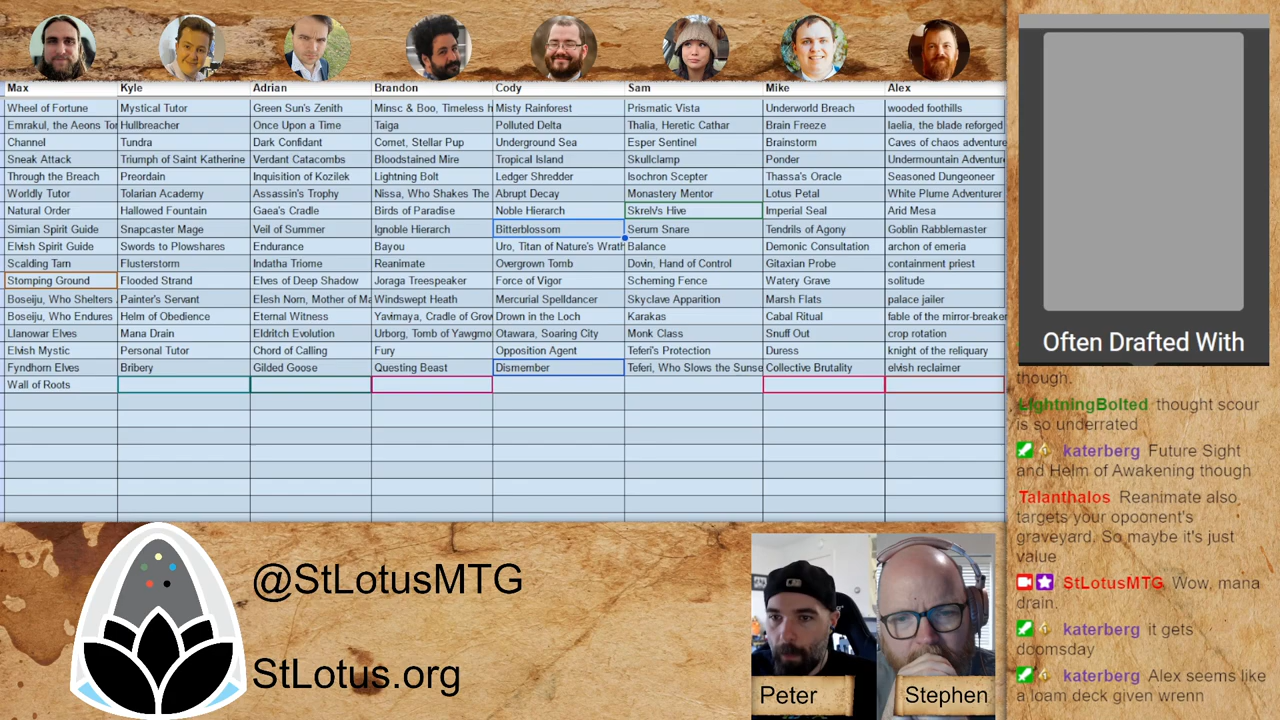 Max Kyle Adrian Brandon Cody Sam Mike Alex
Wheel of Fortune Mystical Tutor Green Sun's Zenith Minsc & Boo, Timeless h Misty Rainforest Prismatic Vista Underworld Breach wooded foothills
Emrakul, the Aeons Tor Hullbreacher Once Upon a Time Taiga Polluted Delta Thalia, Heretic Cathar Brain Freeze laelia, the blade reforged
Channel Tundra Dark Confidant Comet, Stellar Pup Underground Sea Esper Sentinel Brainstorm Caves of chaos adventure
Sneak Attack Triumph of Saint Katherine Verdant Catacombs Bloodstained Mire Tropical Island Skullclamp Ponder Undermountain Adventure
Through the Breach Preordain Inquisition of Kozilek Lightning Bolt Ledger Shredder Isochron Scepter Thassa's Oracle Seasoned Dungeoneer
Worldly Tutor Tolarian Academy Assassin's Trophy Nissa, Who Shakes The Abrupt Decay Monastery Mentor Lotus Petal White Plume Adventurer
Natural Order Hallowed Fountain Gaea's Cradle Birds of Paradise Noble Hierarch Skrelv's Hive Imperial Seal Arid Mesa
Simian Spirit Guide Snapcaster Mage Veil of Summer Ignoble Hierarch Bitterblossom Serum Snare Tendrils of Agony Goblin Rabblemaster
Elvish Spirit Guide Swords to Plowshares Endurance Bayou Uro, Titan of Nature's Wrath Balance Demonic Consultation archon of emeria
Scalding Tarn Flusterstorm Indatha Triome Reanimate Overgrown Tomb Dovin, Hand of Control Gitaxian Probe containment priest
Stomping Ground Flooded Strand Elves of Deep Shadow Joraga Treespeaker Force of Vigor Scheming Fence Watery Grave solitude
Boseiju, Who Shelters Painter's Servant Elesh Norn, Mother of Ma Windswept Heath Mercurial Spelldancer Skyclave Apparition Marsh Flats palace jailer
Boseiju, Who Endures Helm of Obedience Eternal Witness Yavimaya, Cradle of Grow Drown in the Loch Karakas Cabal Ritual fable of the mirror-breaker
Llanowar Elves Mana Drain Eldritch Evolution Urborg, Tomb of Yawgmo Otawara, Soaring City Monk Class Snuff Out crop rotation
Elvish Mystic Personal Tutor Chord of Calling Fury Opposition Agent Teferi's Protection Duress knight of the reliquary
Fyndhorn Elves Bribery Gilded Goose Questing Beast Dismember Teferi, Who Slows the Sunse Collective Brutality elvish reclaimer
Wall of Roots
Often Drafted With
though.
LightningBolted thought scour
is so underrated
katerberg Future Sight
and Helm of Awakening though
Talanthalos Reanimate also
targets your opoonent's
graveyard. So maybe it's just
value
StLotusMTG Wow, mana
drain.
katerberg it gets
doomsday
katerberg Alex seems like
a loam deck given wrenn
@StLotusMTG
StLotus.org
Peter
Stephen